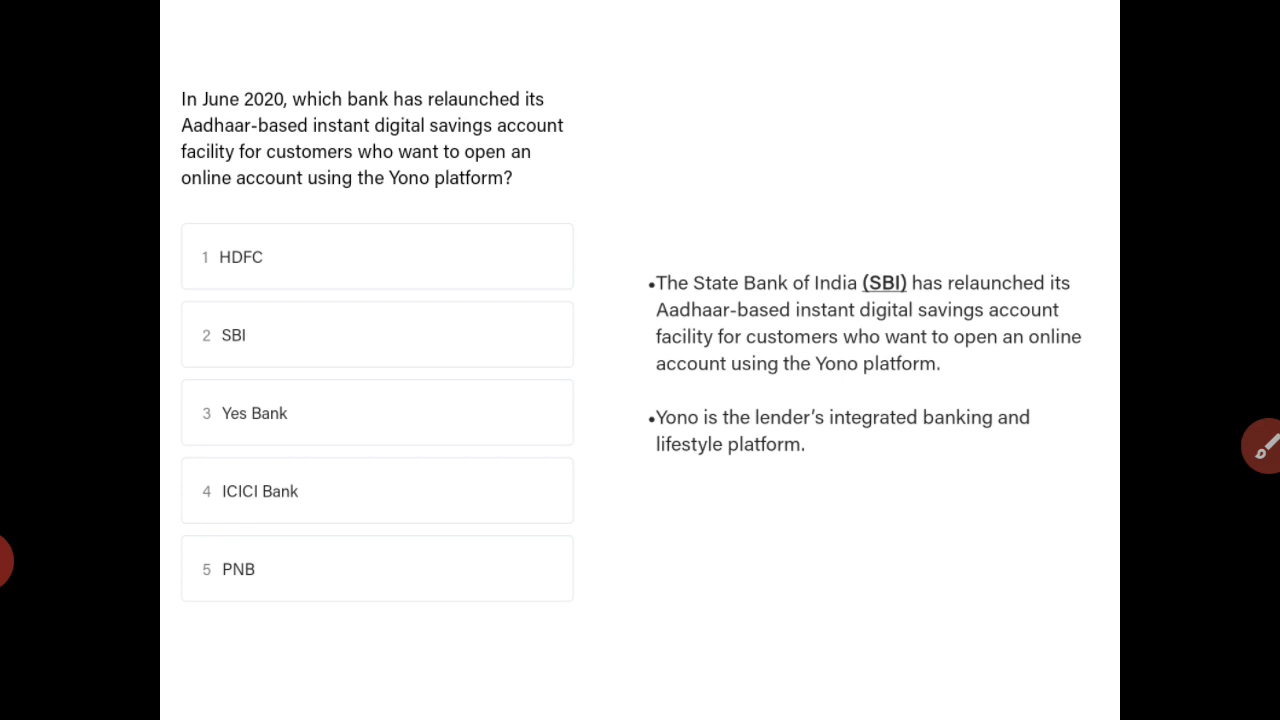 In June 2020, which bank has relaunched its
Aadhaar-based instant digital savings account
facility for customers who want to open an
online account using the Yono platform?
1 HDFC
2 SBI
3 Yes Bank
4 ICICI Bank
5 PNB
•The State Bank of India (SBI) has relaunched its
Aadhaar-based instant digital savings account
facility for customers who want to open an online
account using the Yono platform.
•Yono is the lender’s integrated banking and
lifestyle platform.